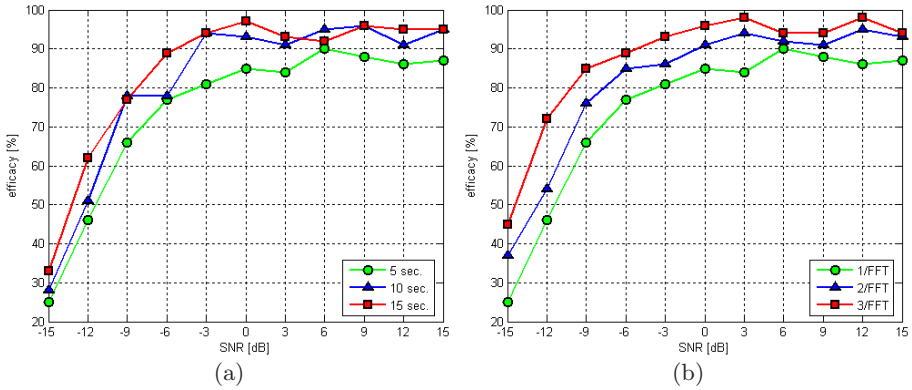 100
90
80
70
60
50
40
30
20
efficacy [%]
-15 -12 -9 -6 -3 0 3 6 9 12 15
SNR [dB]
5 sec.
10 sec.
15 sec.
(a)
100
90
80
70
60
50
40
30
20
efficacy [%]
-15 -12 -9 -6 -3 0 3 6 9 12 15
SNR [dB]
1/FFT
2/FFT
3/FFT
(b)